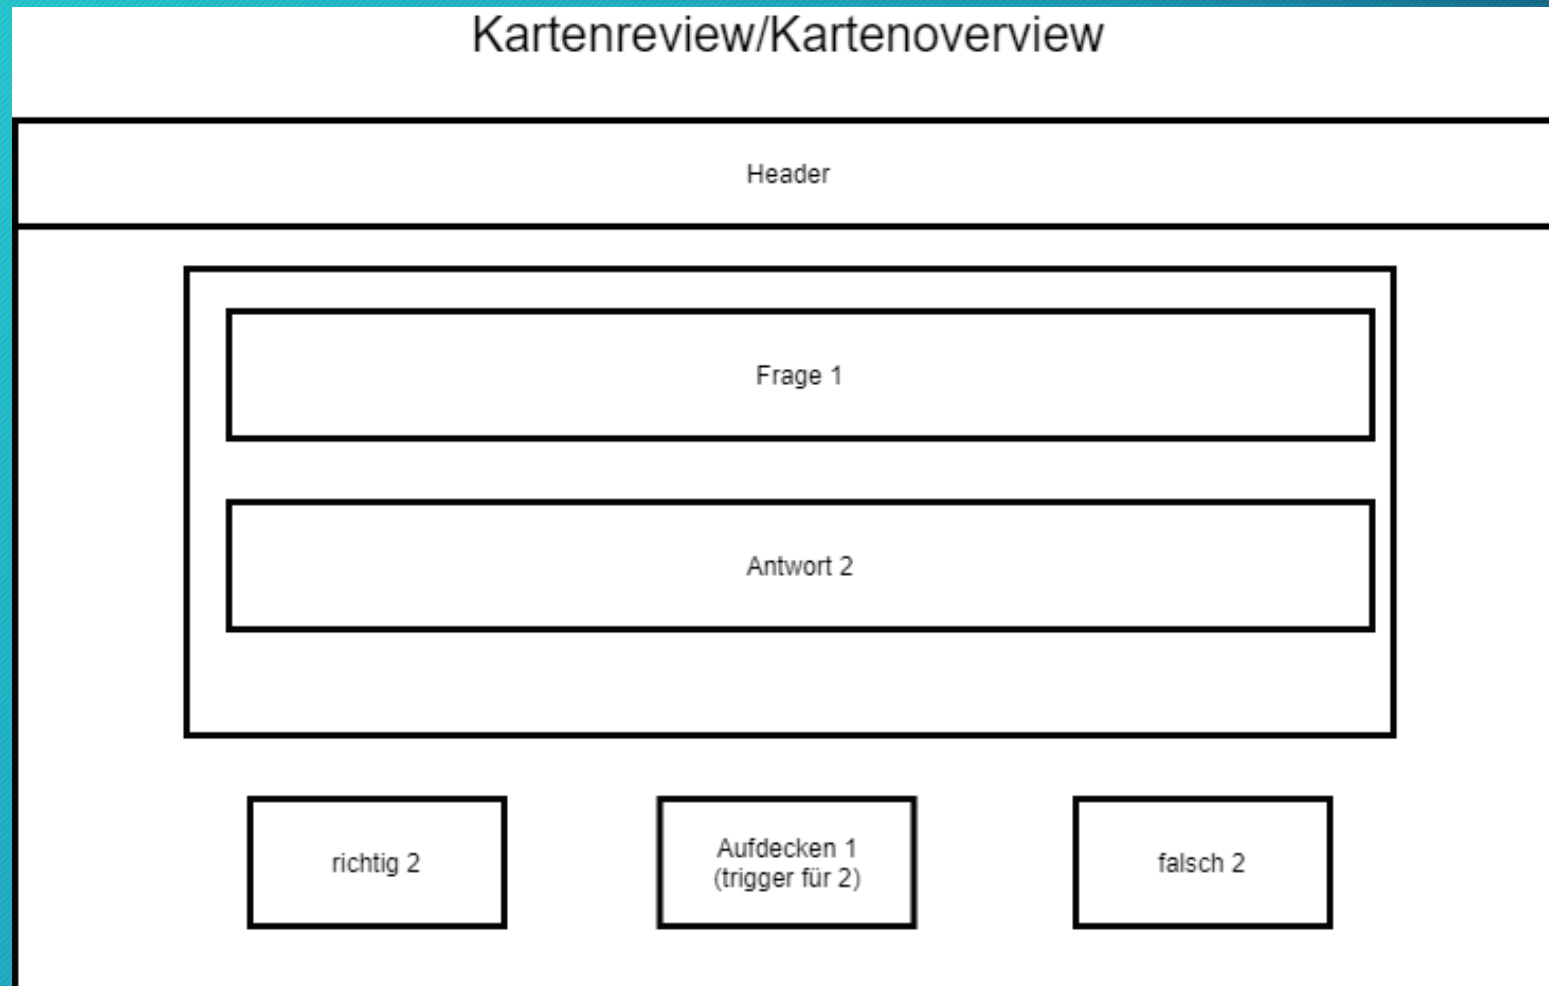 Kartenreview/Kartenoverview
Header
Frage 1
Antwort 2
richtig 2
Aufdecken 1
(trigger für 2)
falsch 2